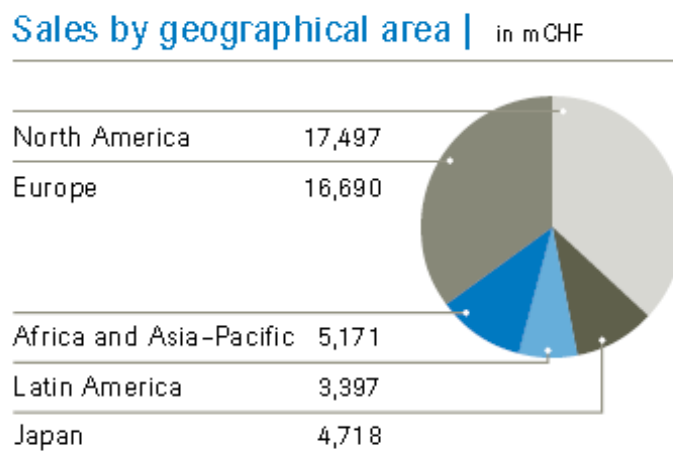 Sales by geographical area | in mCHF
North America 17,497
Europe 16,690
Africa and Asia-Pacific 5,171
Latin America 3,397
Japan 4,718